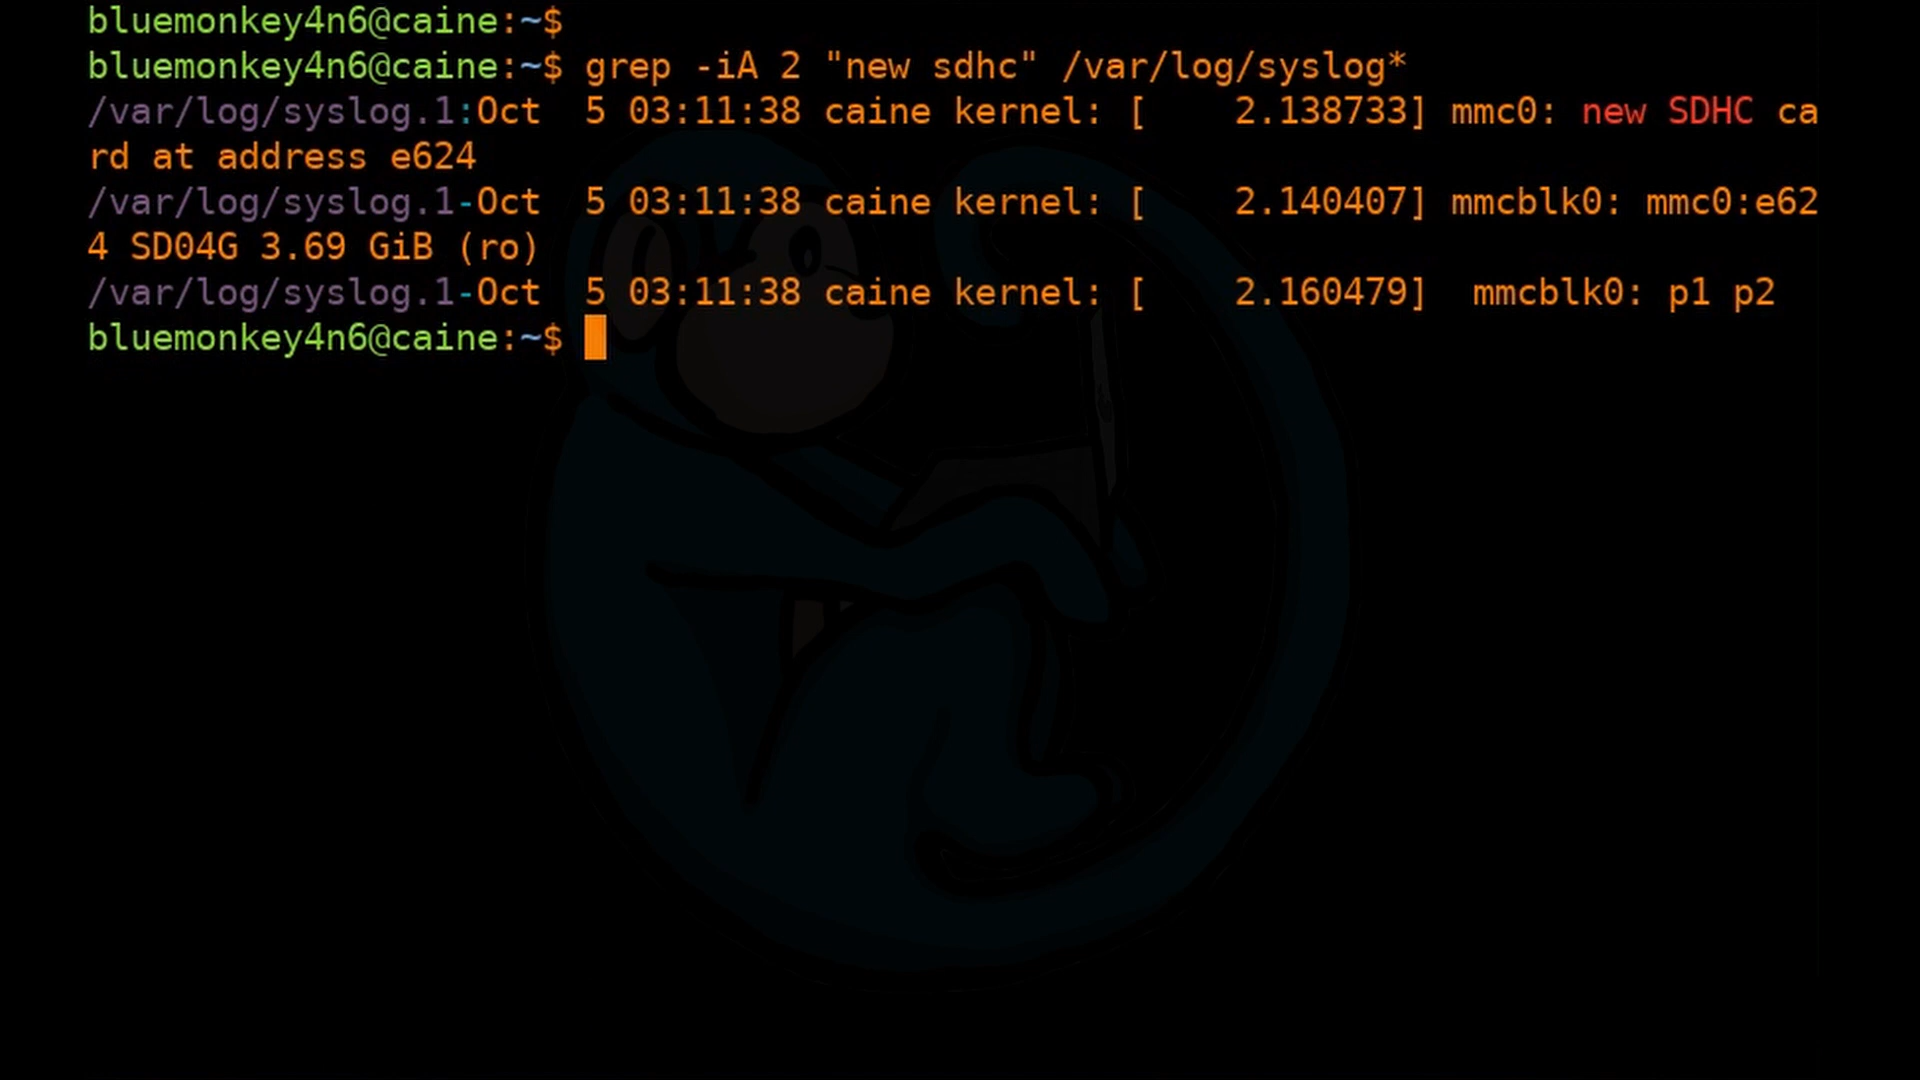 bluemonkey4n6@caine:~$
bluemonkey4n6@caine:~$ grep -iA 2 "new sdhc" /var/log/syslog*
/var/log/syslog.1:Oct  5 03:11:38 caine kernel: [    2.138733] mmc0: new SDHC ca
rd at address e624
/var/log/syslog.1-Oct  5 03:11:38 caine kernel: [    2.140407] mmcblk0: mmc0:e62
4 SD04G 3.69 GiB (ro)
/var/log/syslog.1-Oct  5 03:11:38 caine kernel: [    2.160479]  mmcblk0: p1 p2
bluemonkey4n6@caine:~$